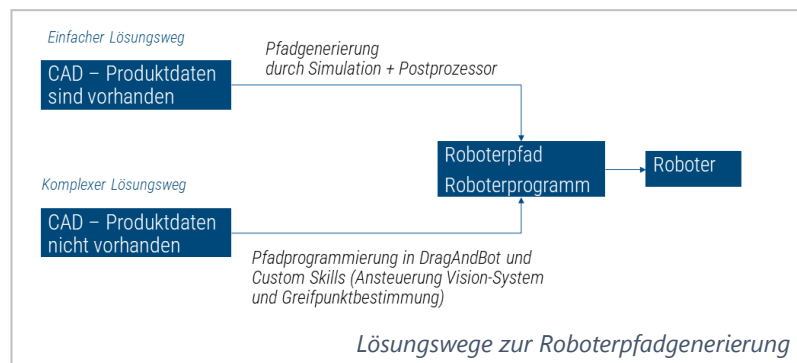 Einfacher Lösungsweg
CAD – Produktdaten
sind vorhanden
Pfadgenerierung
durch Simulation + Postprozessor
Roboterpfad
Roboterprogramm
Roboter
Komplexer Lösungsweg
CAD – Produktdaten
nicht vorhanden
Pfadprogrammierung in DragAndBot und
Custom Skills (Ansteuerung Vision-System
und Greifpunktbestimmung)
Lösungswege zur Roboterpfadgenerierung